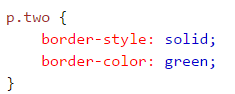 p.two {
    border-style: solid;
    border-color: green;
}